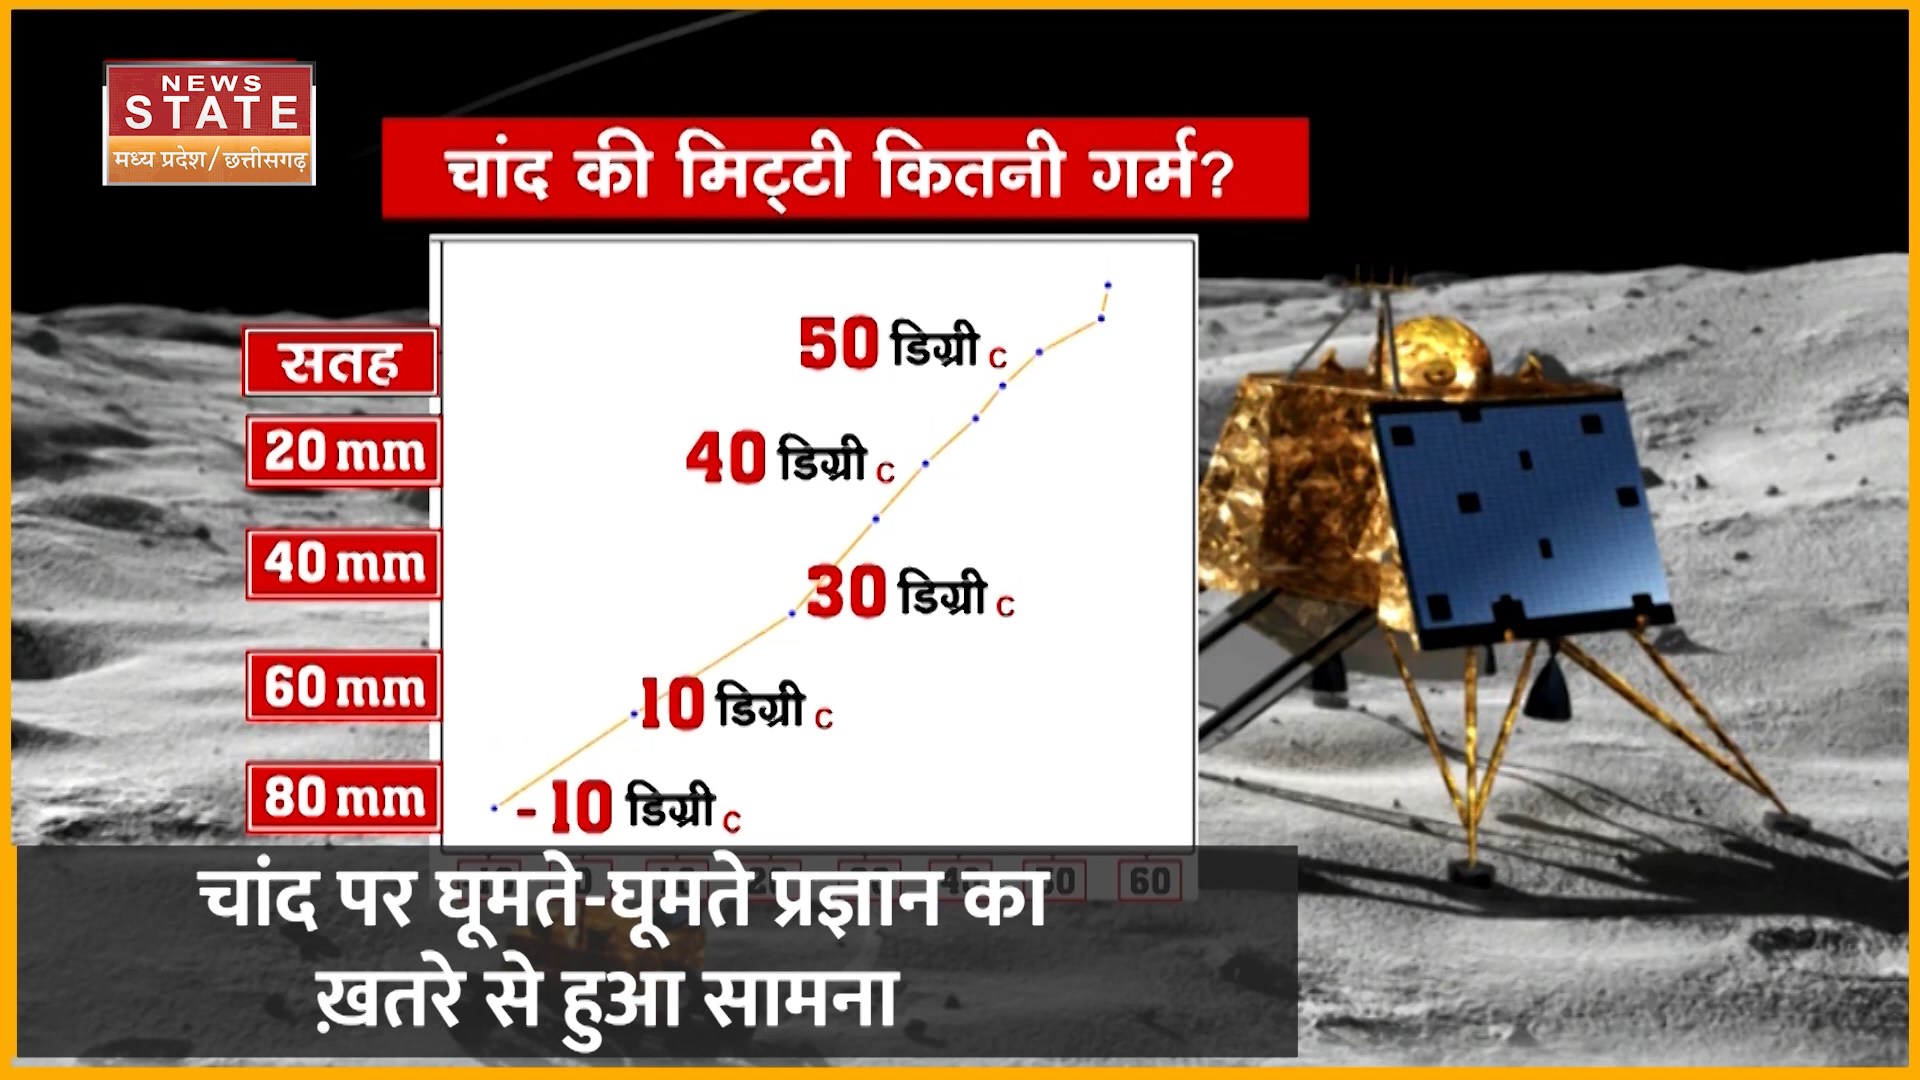 NEWS
STATE
मध्य प्रदेश/छत्तीसगढ़
चांद की मिट्टी कितनी गर्म?
सतह
50 डिग्री C
20 mm
40 डिग्री C
40 mm
30 डिग्री C
60 mm
10 डिग्री C
80 mm
-10 डिग्री C
60
चांद पर घूमते-घूमते प्रज्ञान का
ख़तरे से हुआ सामना